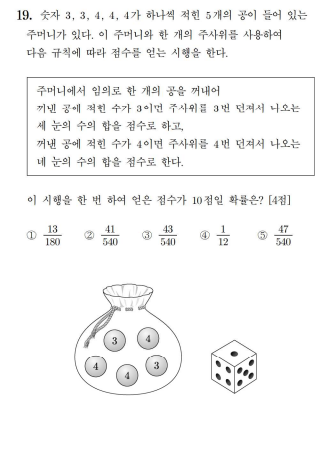 19. 숫자 3, 3, 4, 4, 4가 하나씩 적힌 5개의 공이 들어 있는
주머니가 있다. 이 주머니와 한 개의 주사위를 사용하여
다음 규칙에 따라 점수를 얻는 시행을 한다.
주머니에서 임의로 한 개의 공을 꺼내어
꺼낸 공에 적힌 수가 3이면 주사위를 3번 던져서 나오는
세 눈의 수의 합을 점수로 하고,
꺼낸 공에 적힌 수가 4이면 주사위를 4번 던져서 나오는
네 눈의 수의 합을 점수로 한다.
이 시행을 한 번 하여 얻은 점수가 10점일 확률은? [4점]
① 13/180 ② 41/540 ③ 43/540 ④ 1/12 ⑤ 47/540
3 4
4 4 3